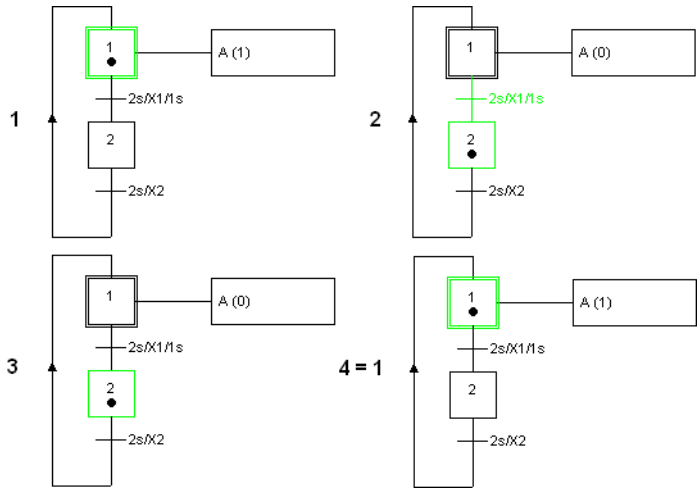 1
A (1)
2s/X1/1s
1
2
2s/X2
1
A (0)
2s/X1/1s
2
2
2s/X2
1
A (0)
2s/X1/1s
3
2
2s/X2
1
A (1)
2s/X1/1s
4 = 1
2
2s/X2